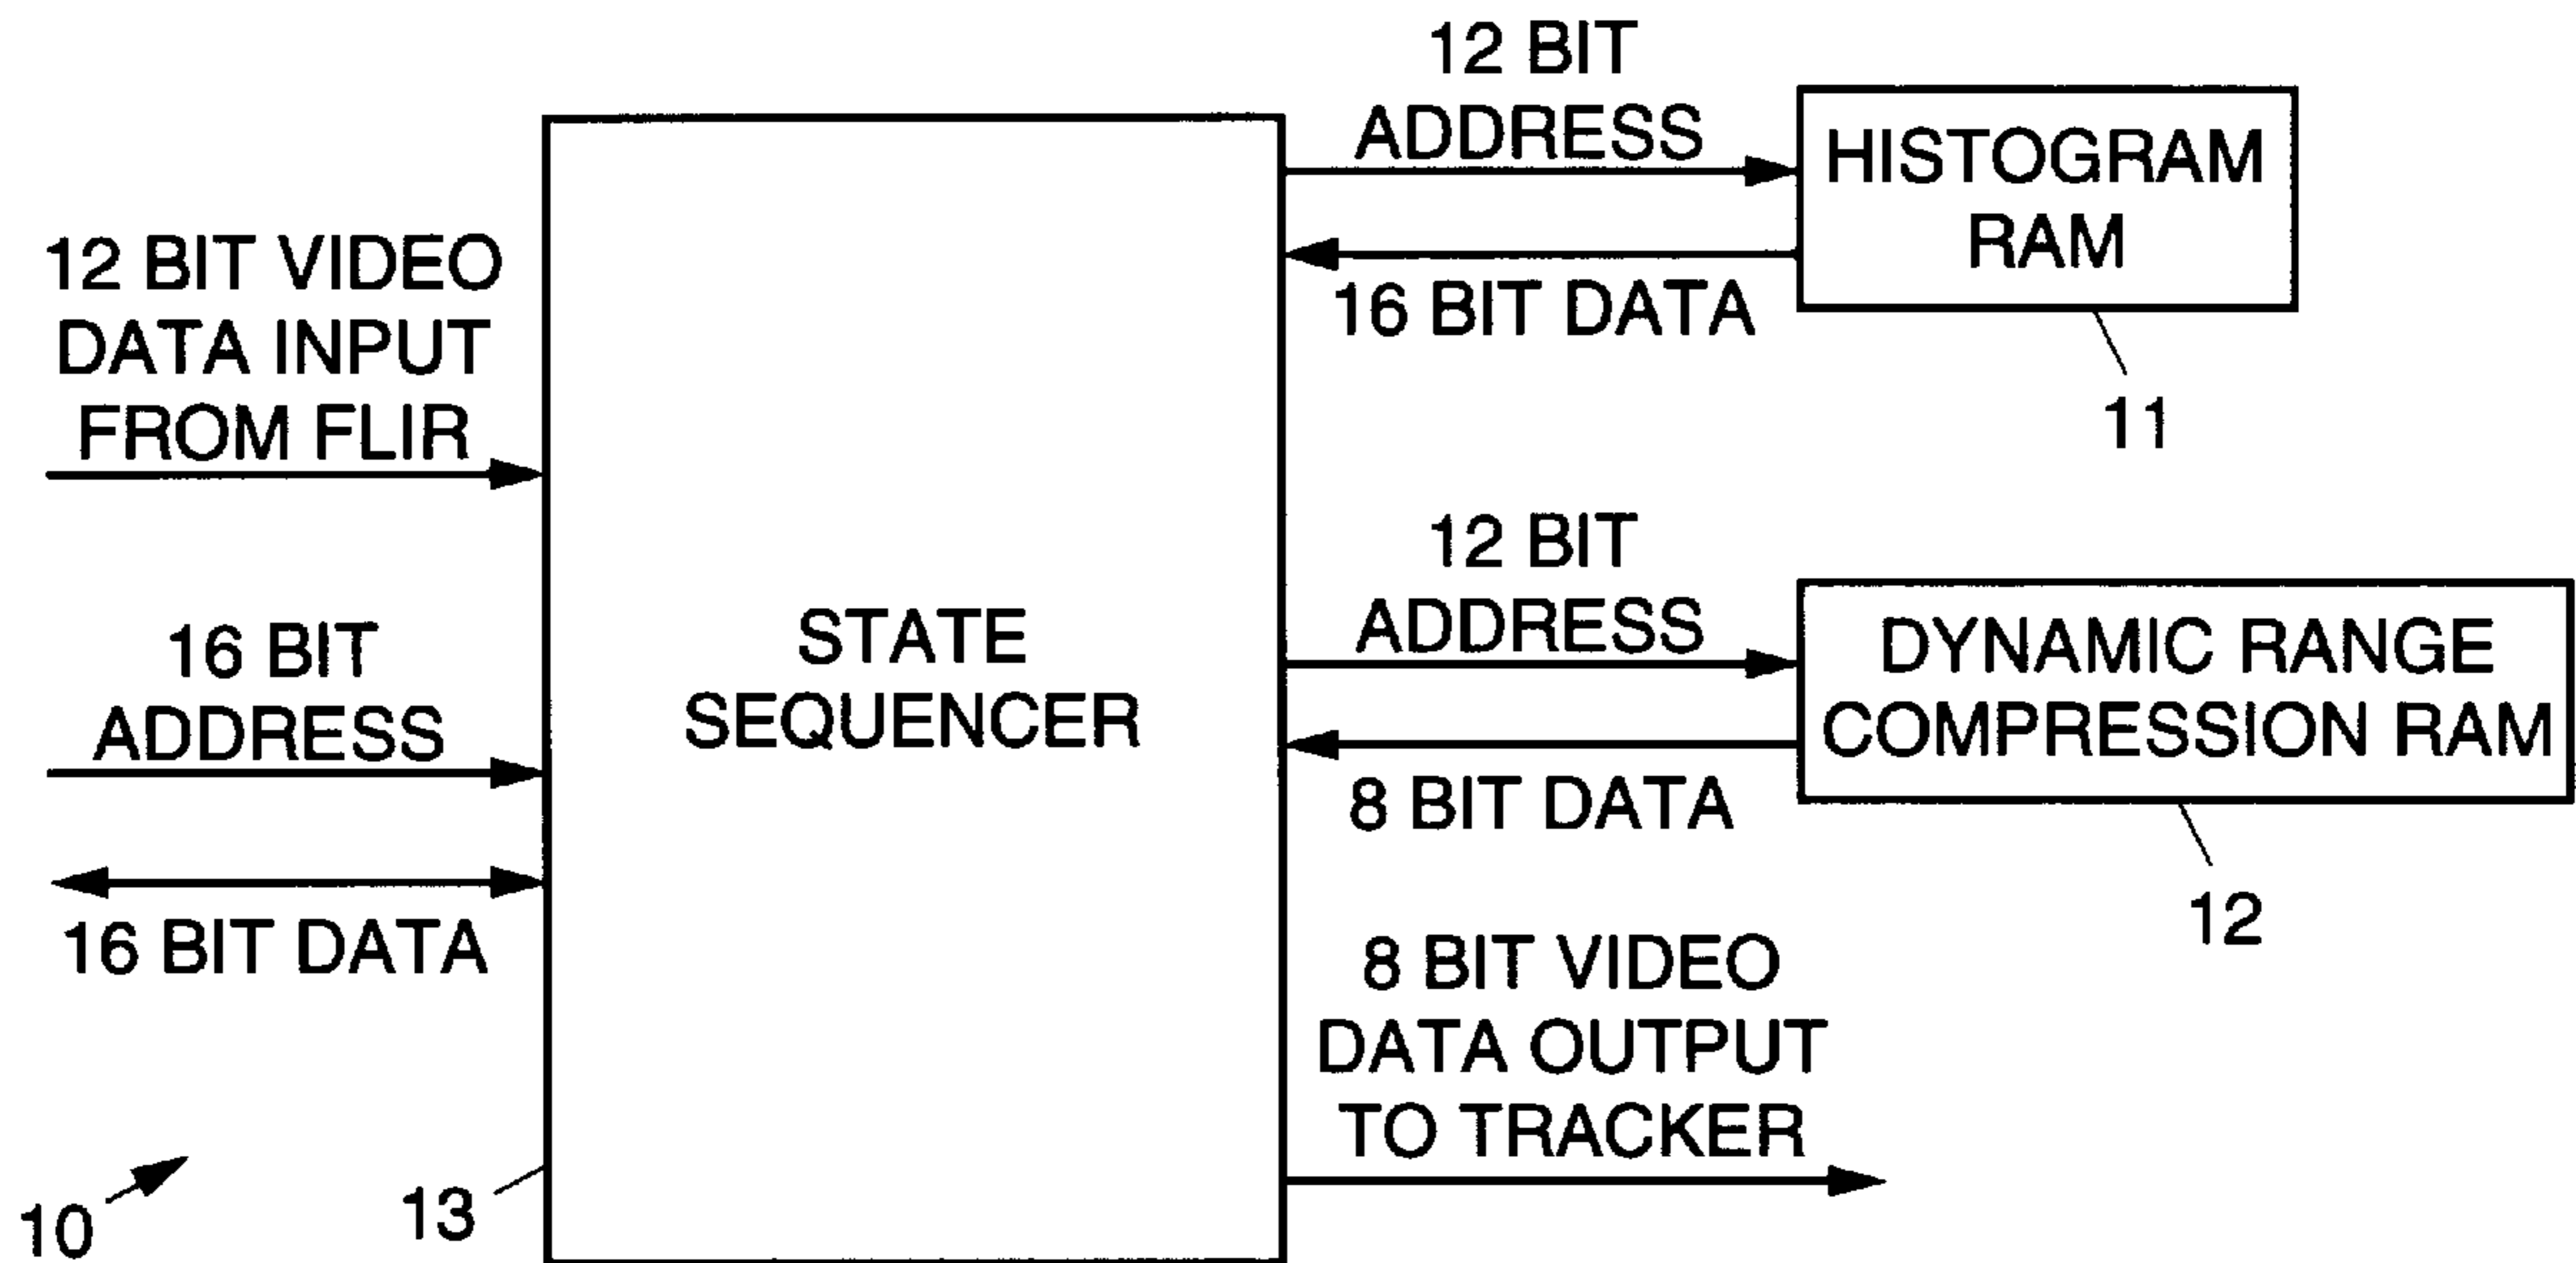 12 BIT VIDEO
DATA INPUT
FROM FLIR
16 BIT
ADDRESS
16 BIT DATA
10
13
STATE
SEQUENCER
12 BIT
ADDRESS
16 BIT DATA
HISTOGRAM
RAM
11
12 BIT
ADDRESS
8 BIT DATA
DYNAMIC RANGE
COMPRESSION RAM
12
8 BIT VIDEO
DATA OUTPUT
TO TRACKER